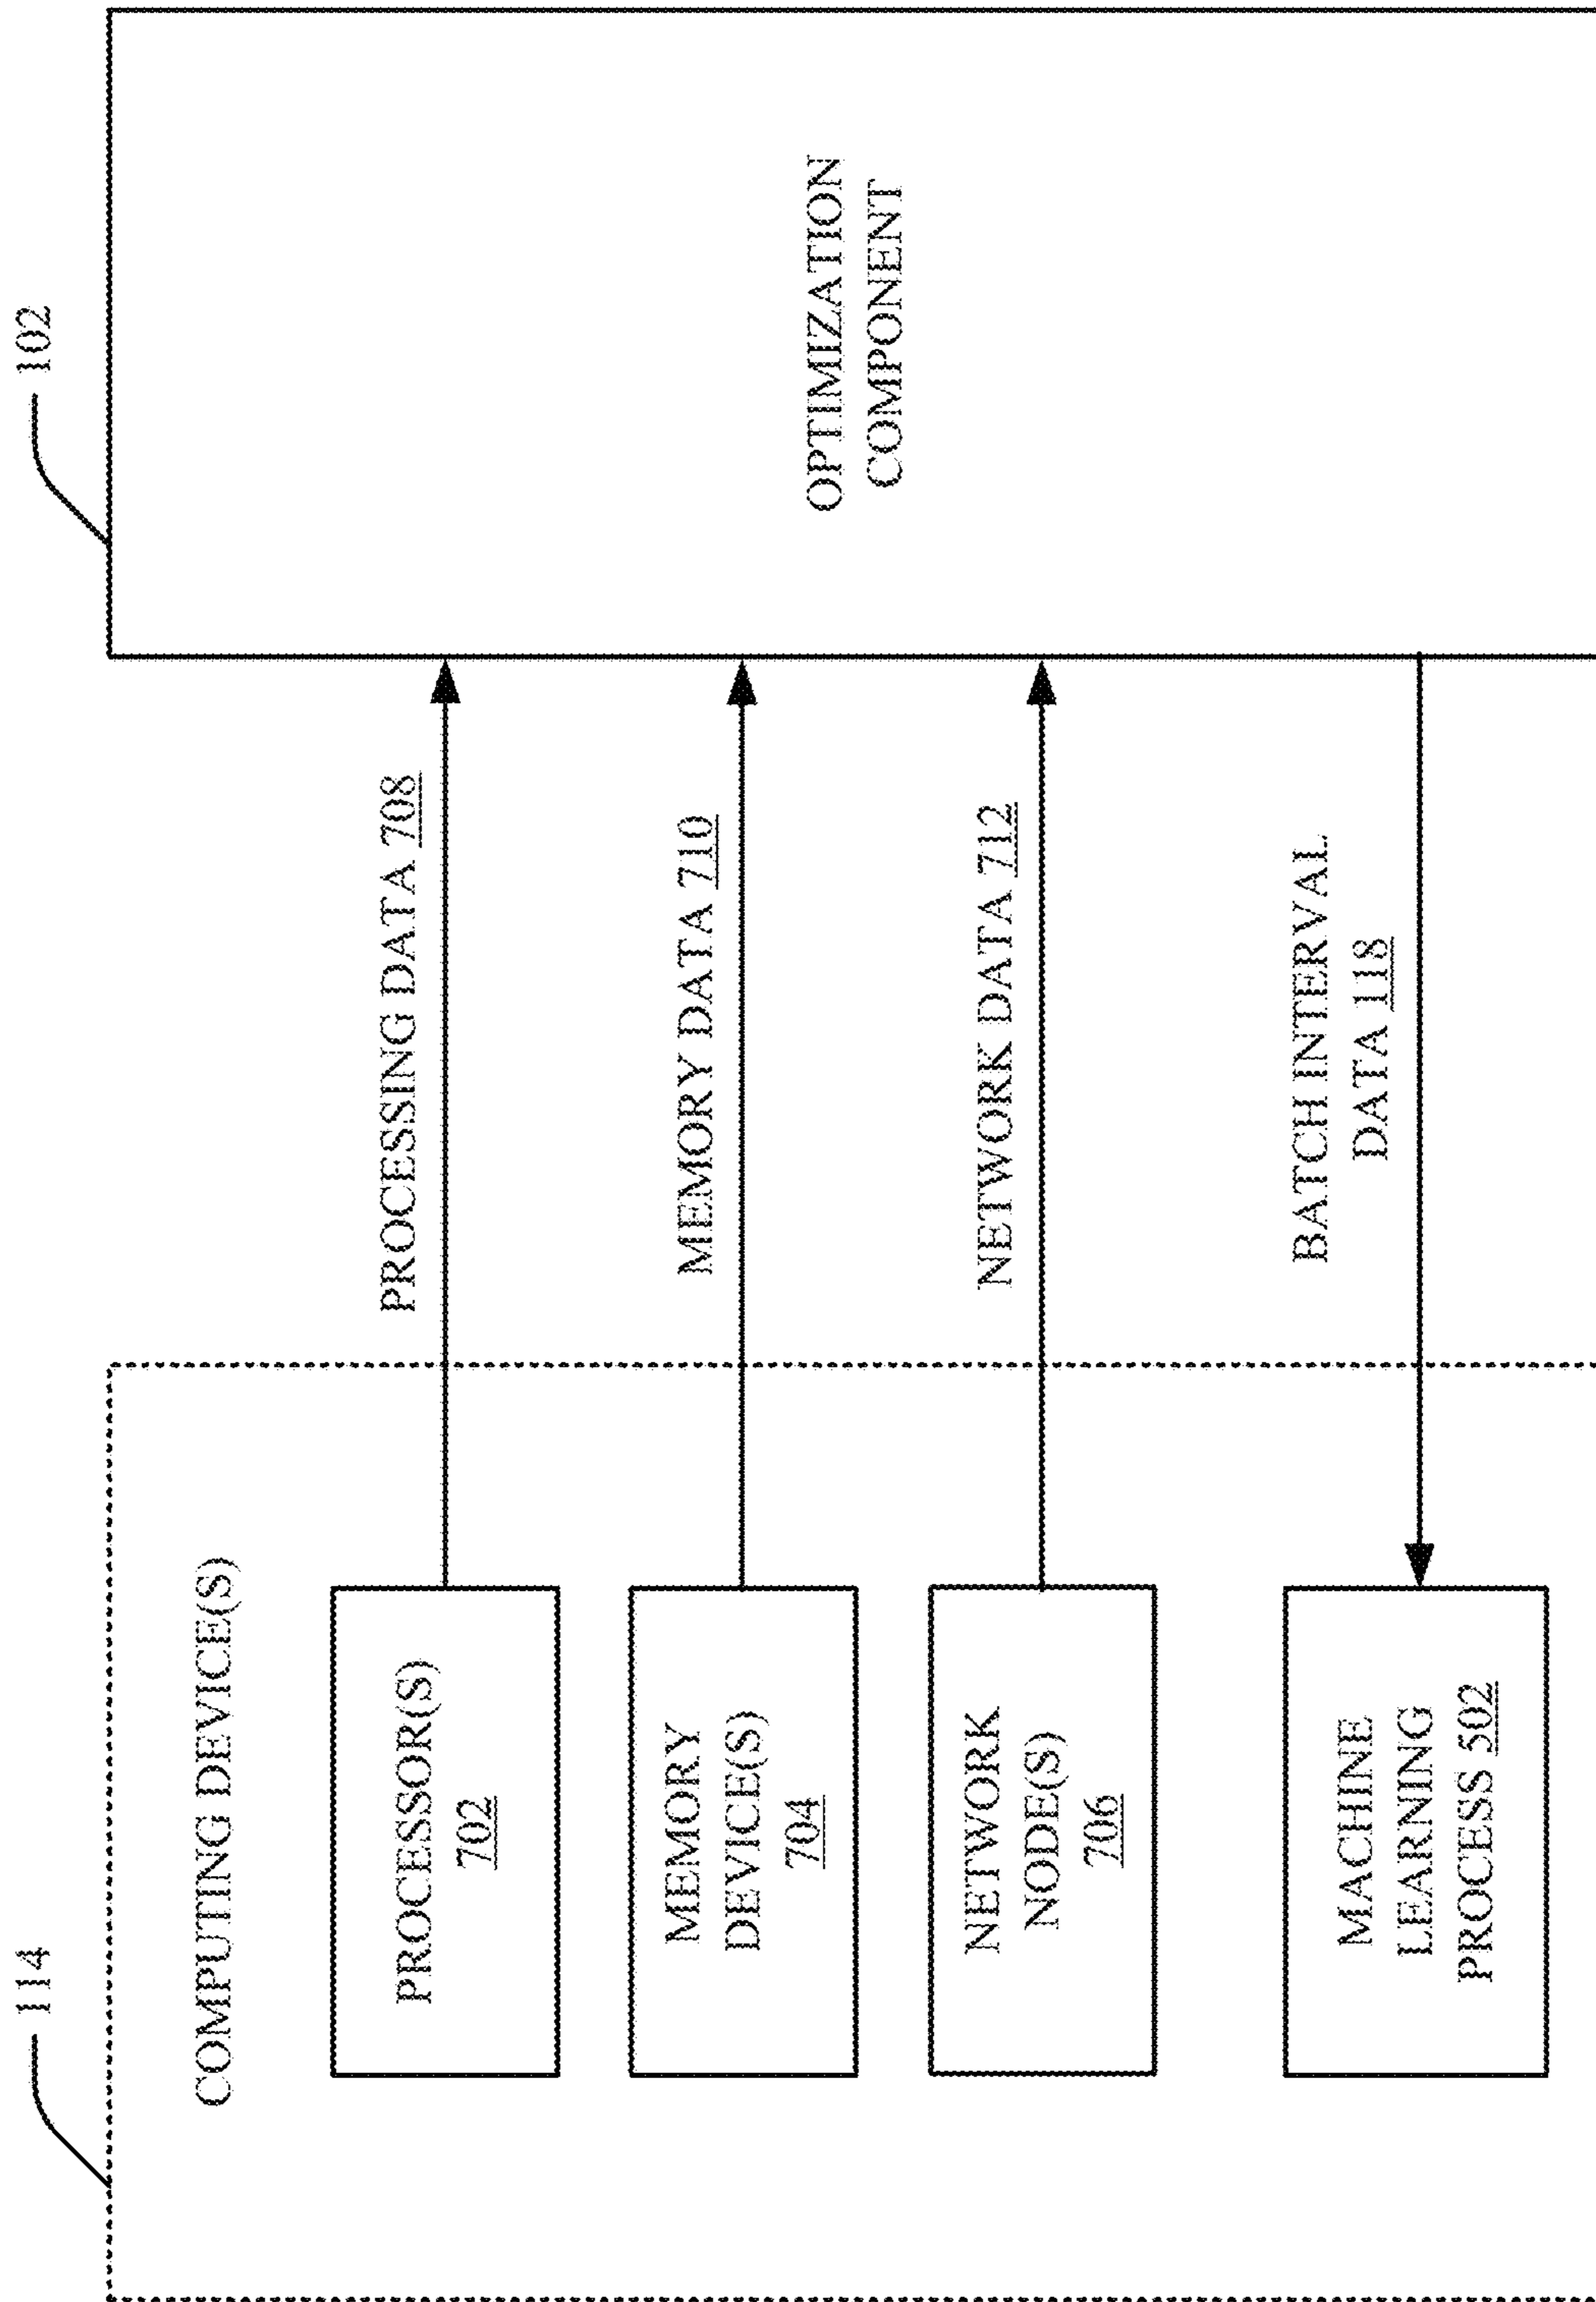 114
102
COMPUTING DEVICE(S)
PROCESSOR(S)
702
PROCESSING DATA 708
MEMORY
DEVICE(S)
704
MEMORY DATA 710
NETWORK
NODE(S)
706
NETWORK DATA 712
MACHINE
LEARNING
PROCESS 502
BATCH INTERVAL
DATA 118
OPTIMIZATION
COMPONENT